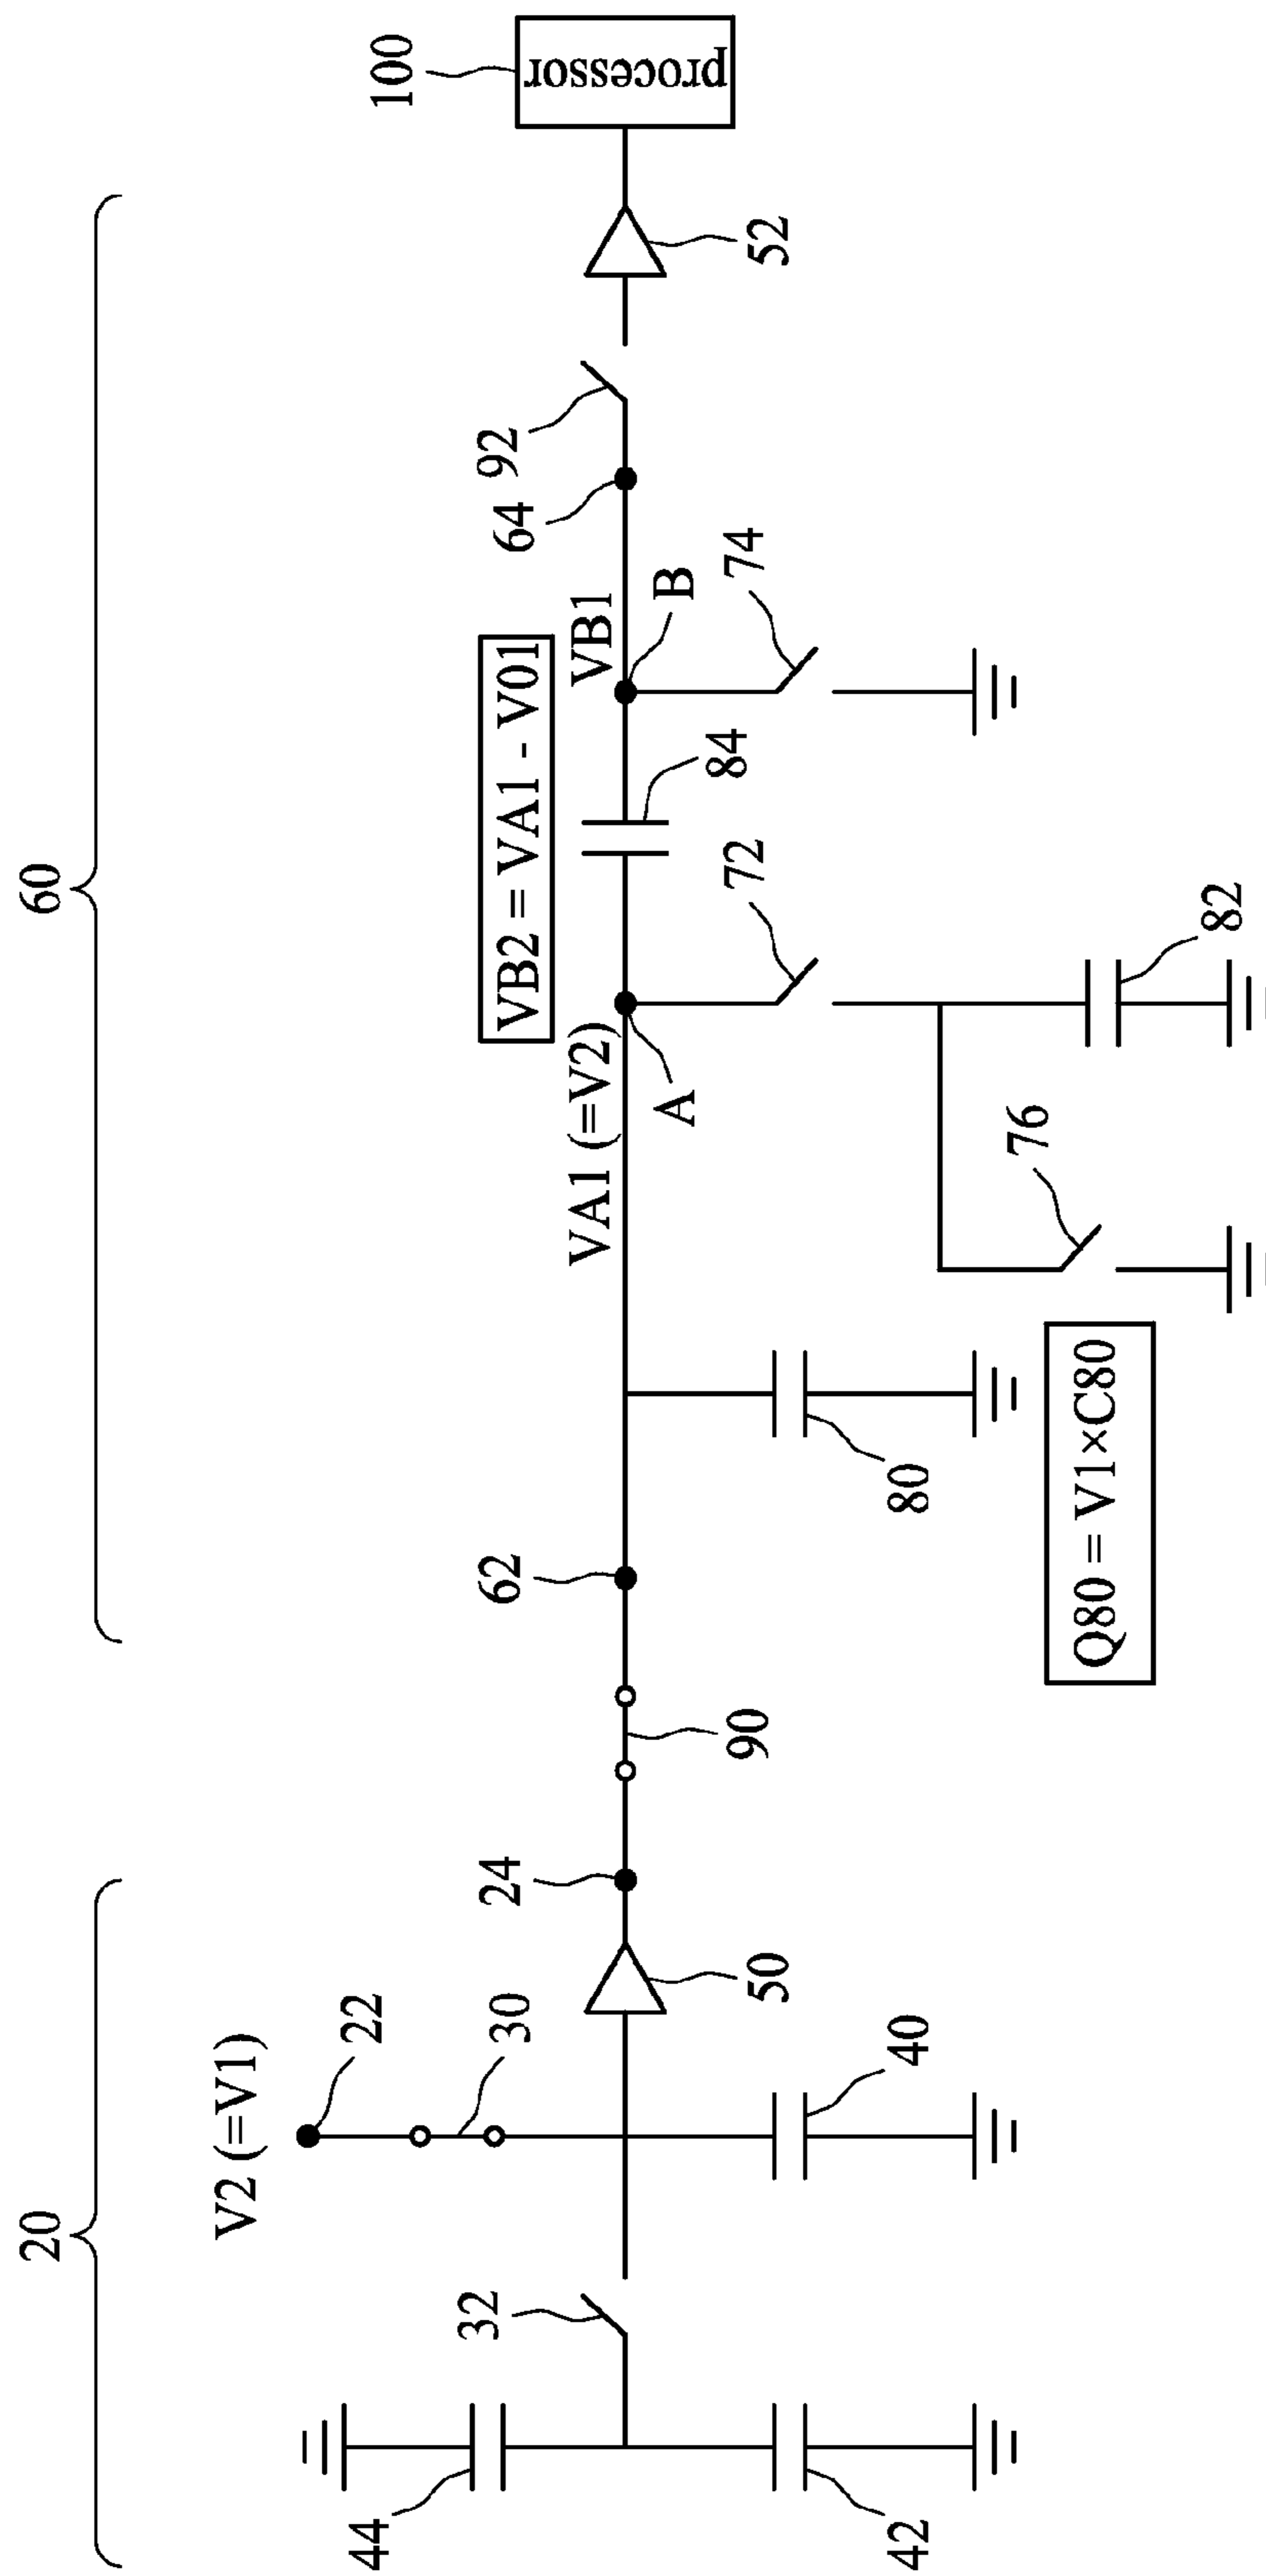 20
60
V2 (=V1)
22
30
32
44
42
40
50
24
90
62
80
Q80 = V1×C80
VA1 (=V2)
A
VB2 = VA1 - V01
VB1
B
72
76
82
84
74
64
92
52
100
processor